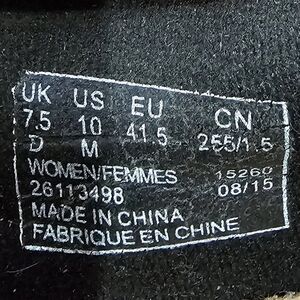 UK US EU CN
7.5 10 41.5 255/1.5
D M
WOMEN/FEMMES 15260
26113498 08/15
MADE IN CHINA
FABRIQUE EN CHINE